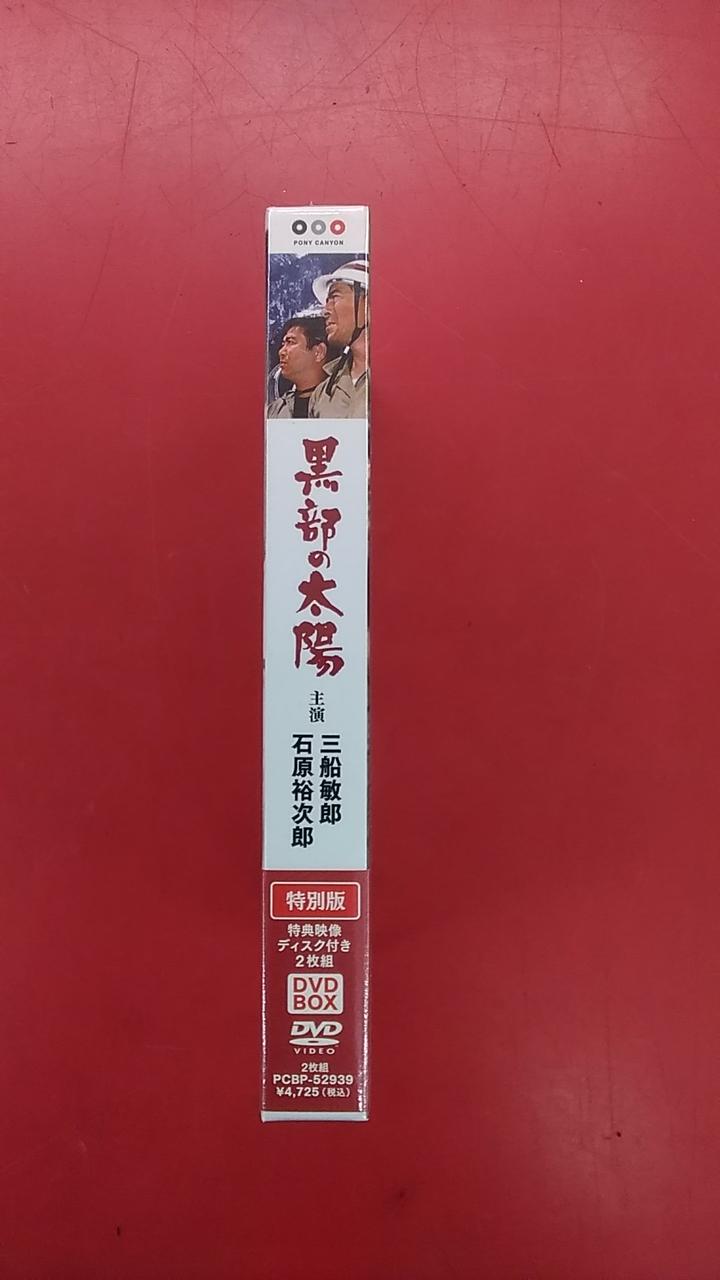 PONY CANYON
黒部の太陽
主演
三船敏郎
石原裕次郎
特別版
特典映像
ディスク付き
2枚組
DVD
BOX
DVD
VIDEO
2枚組
PCBP-52939
¥4,725(税込)